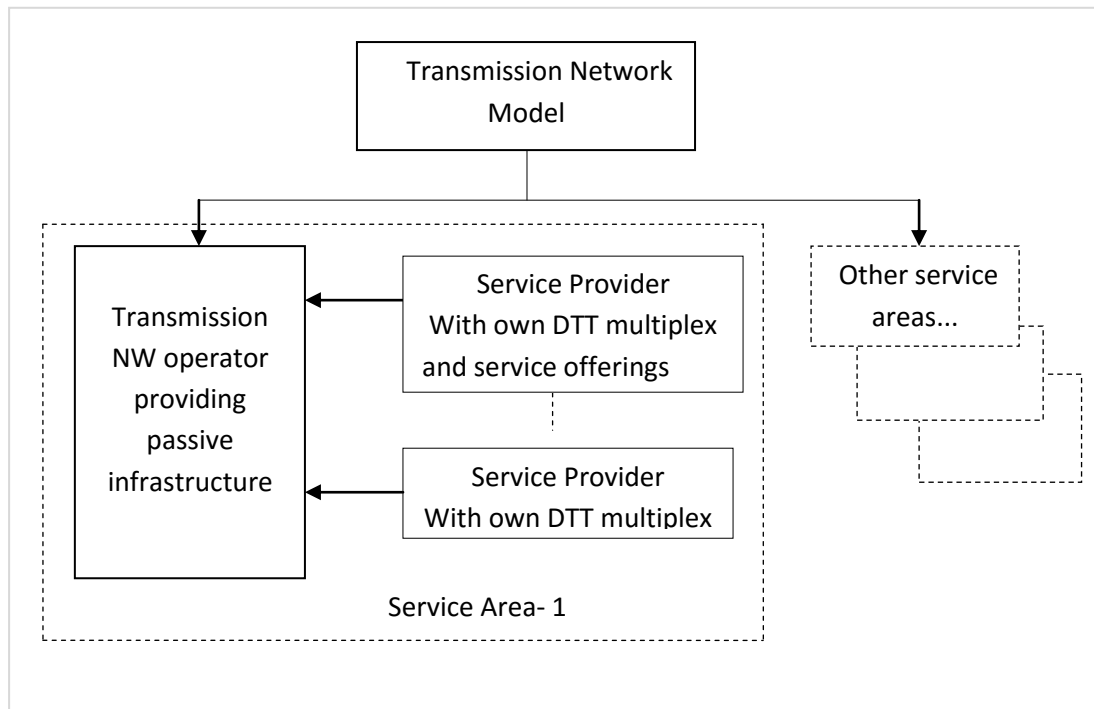 Transmission Network
Model
Transmission
NW operator
providing
passive
infrastructure
Service Provider
With own DTT multiplex
and service offerings
Service Provider
With own DTT multiplex
Service Area- 1
Other service
areas...